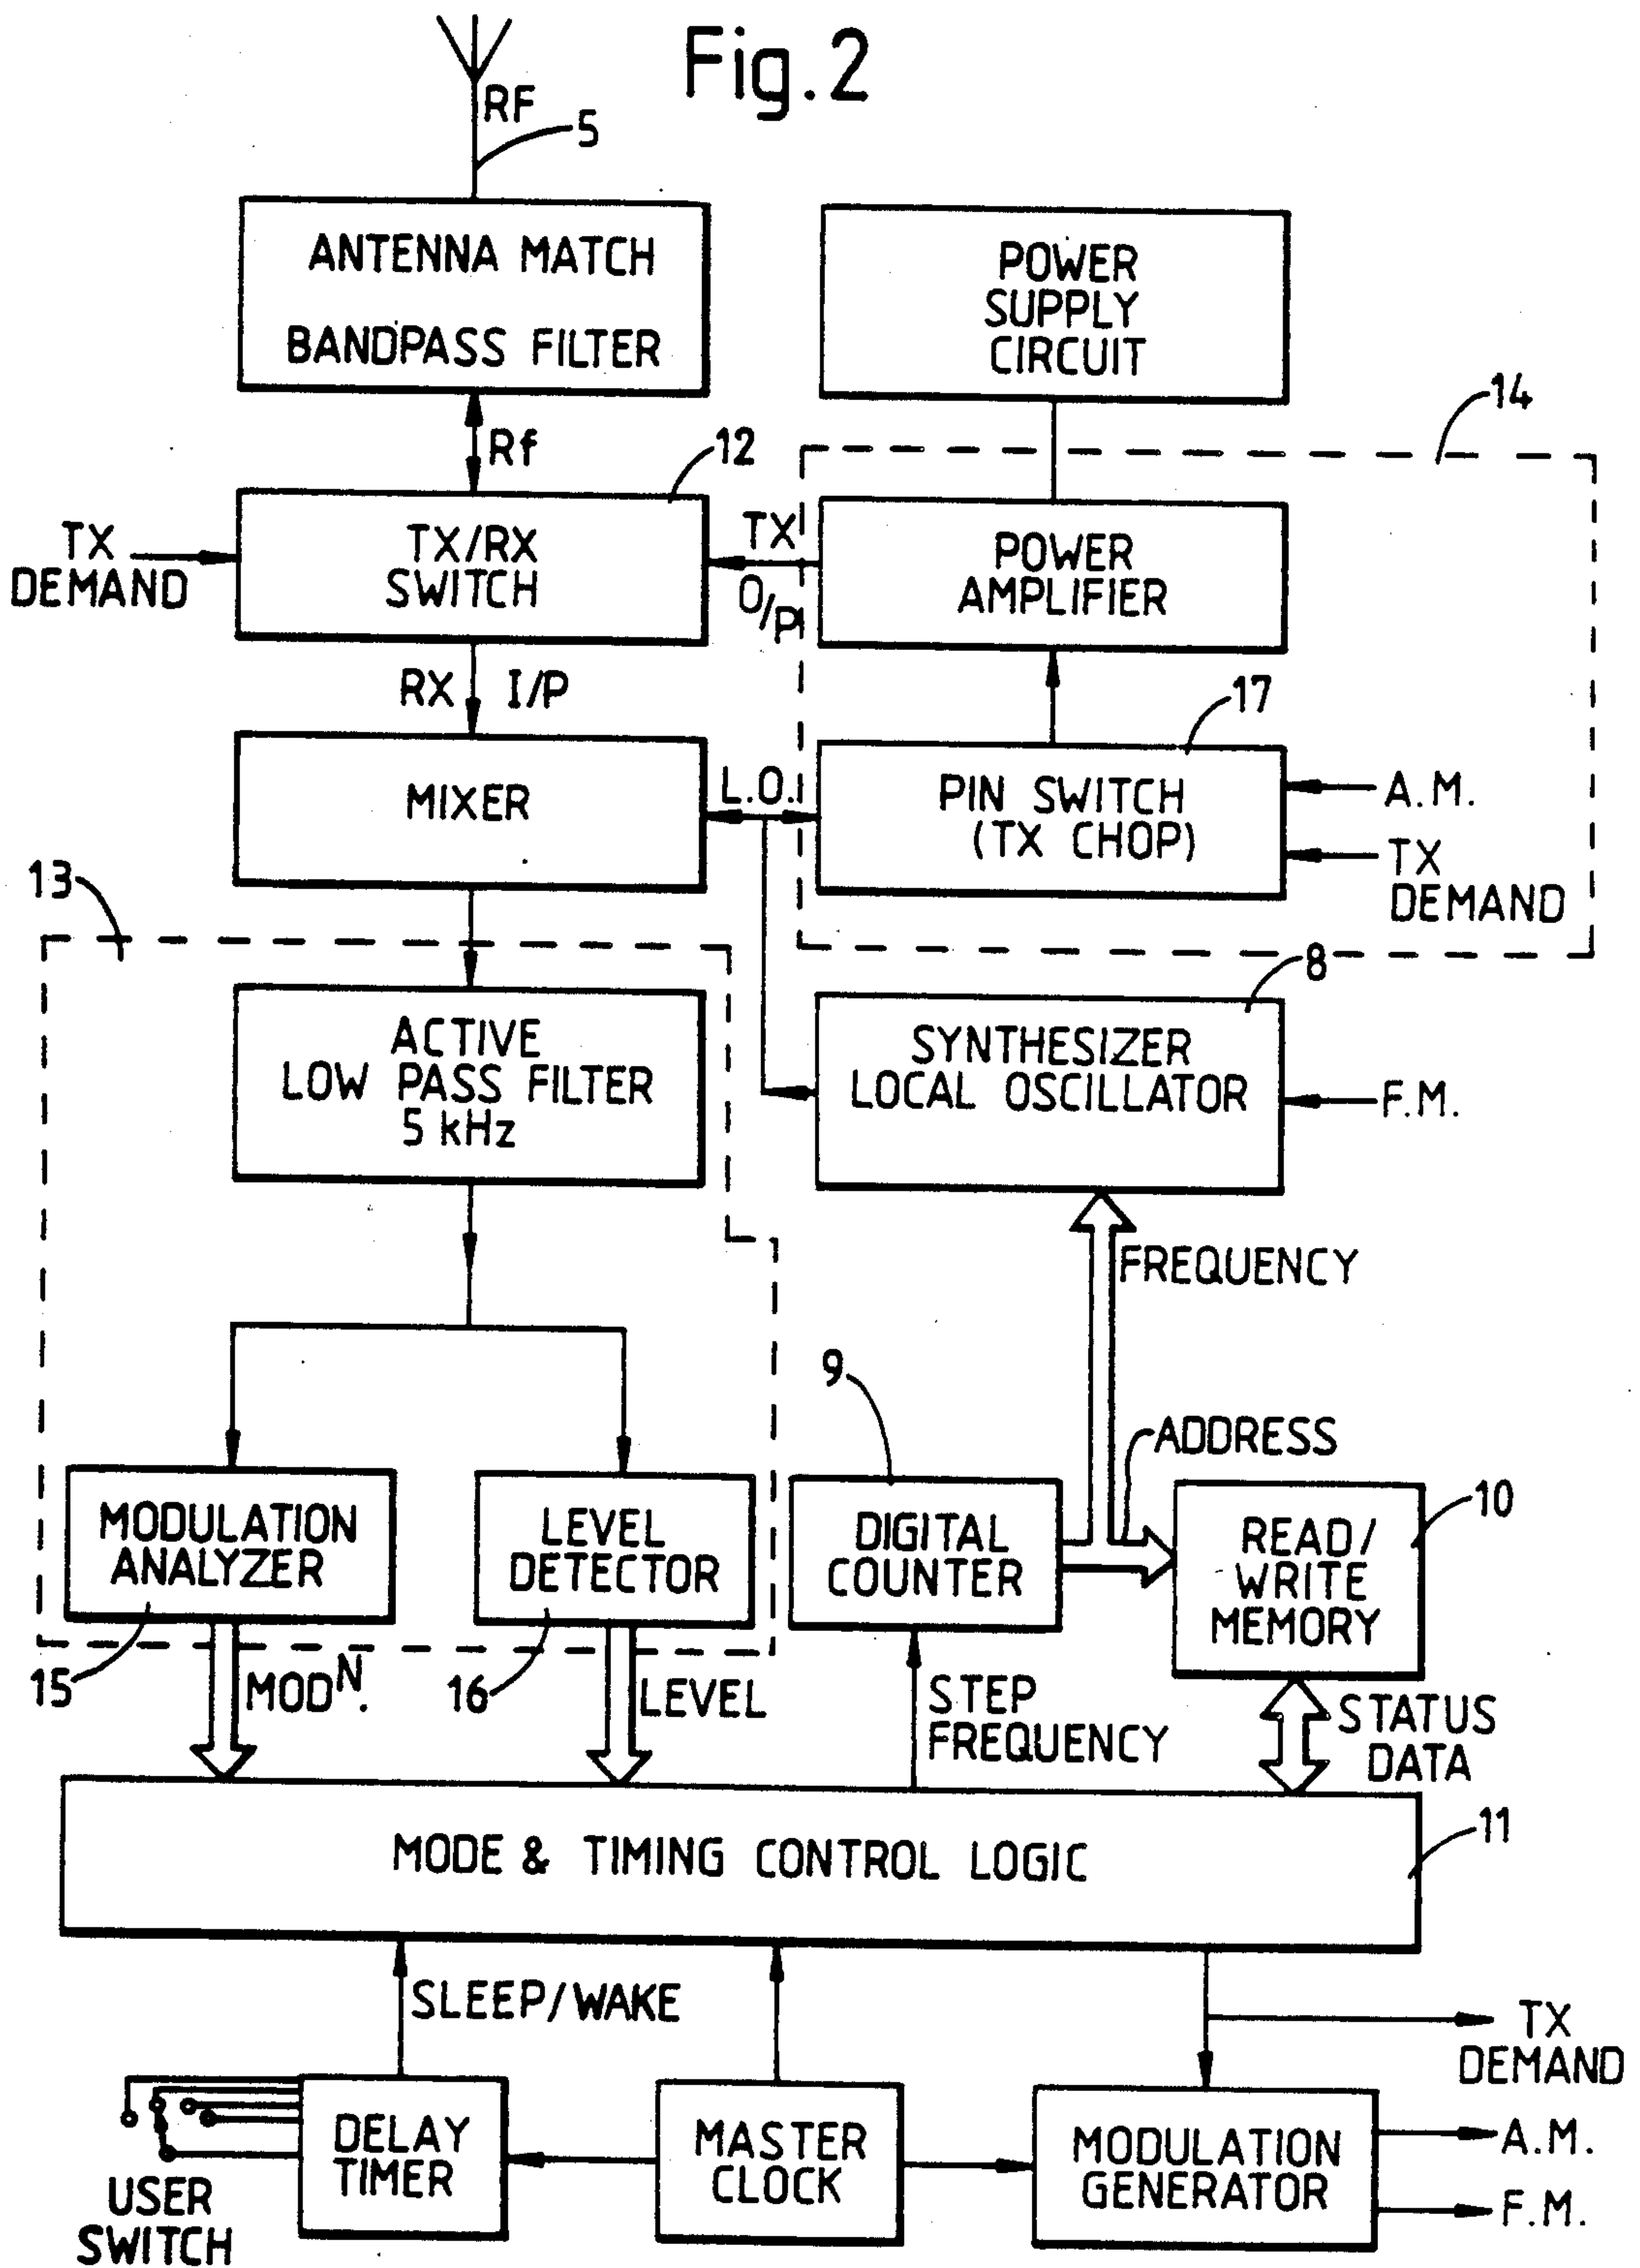 Fig.2
RF
5
ANTENNA MATCH
BANDPASS FILTER
POWER
SUPPLY
CIRCUIT
14
Rf
12
TX
DEMAND
TX/RX
SWITCH
TX
O/P
POWER
AMPLIFIER
RX I/P
17
MIXER
L.O.
PIN SWITCH
(TX CHOP)
A.M.
TX
DEMAND
13
8
ACTIVE
LOW PASS FILTER
5 kHz
SYNTHESIZER
LOCAL OSCILLATOR
F.M.
FREQUENCY
9
ADDRESS
MODULATION
ANALYZER
LEVEL
DETECTOR
DIGITAL
COUNTER
READ/
WRITE
MEMORY
10
15
MODN.
16
LEVEL
STEP
FREQUENCY
STATUS
DATA
MODE & TIMING CONTROL LOGIC
11
SLEEP/WAKE
TX
DEMAND
USER
SWITCH
DELAY
TIMER
MASTER
CLOCK
MODULATION
GENERATOR
A.M.
F.M.